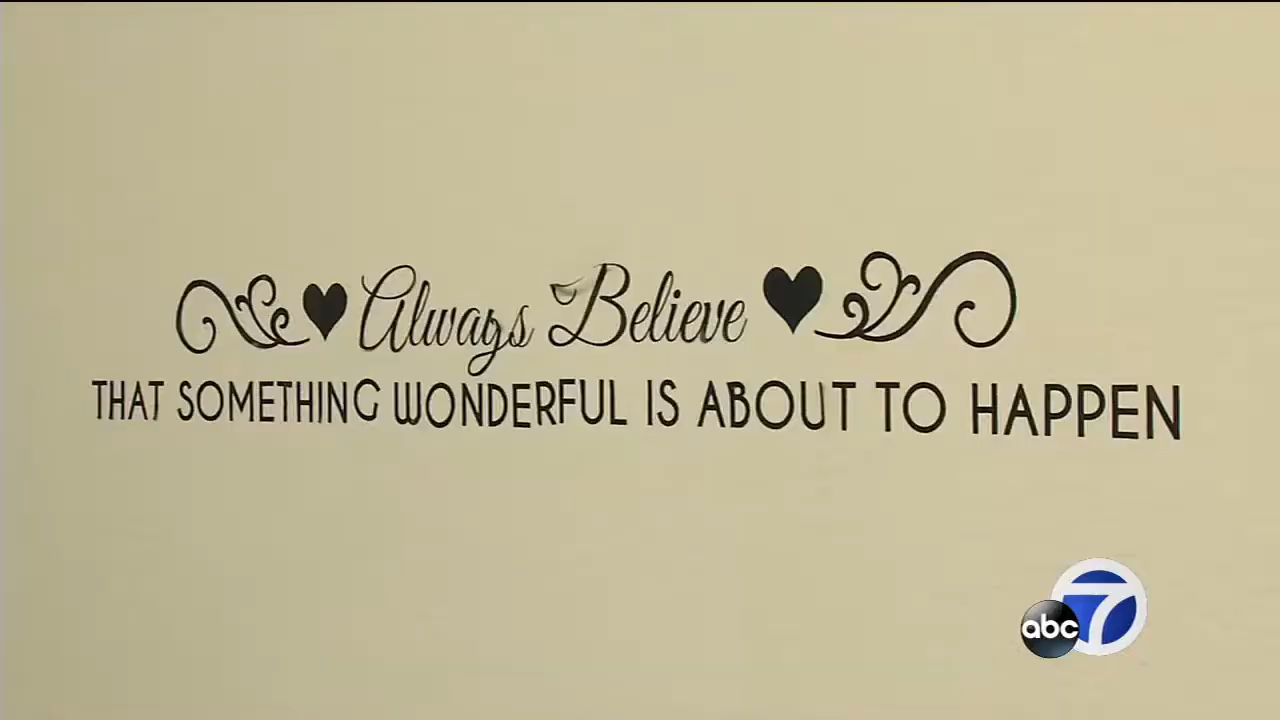 Always Believe
THAT SOMETHING WONDERFUL IS ABOUT TO HAPPEN
abc 7